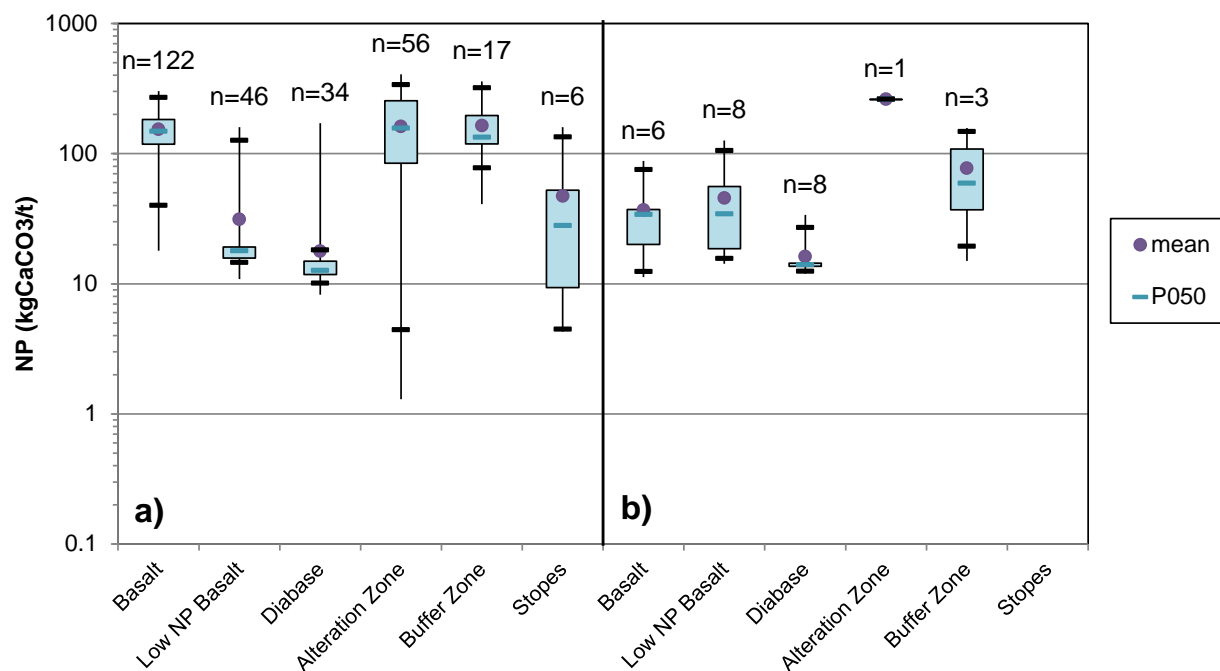 1000
100
10
1
0.1
NP (kgCaCO3/t)
n=122
n=46
n=34
n=56
n=17
n=6
n=6
n=8
n=8
n=1
n=3
a)
b)
Basalt
Low NP Basalt
Diabase
Alteration Zone
Buffer Zone
Stopes
Basalt
Low NP Basalt
Diabase
Alteration Zone
Buffer Zone
Stopes
mean
P050